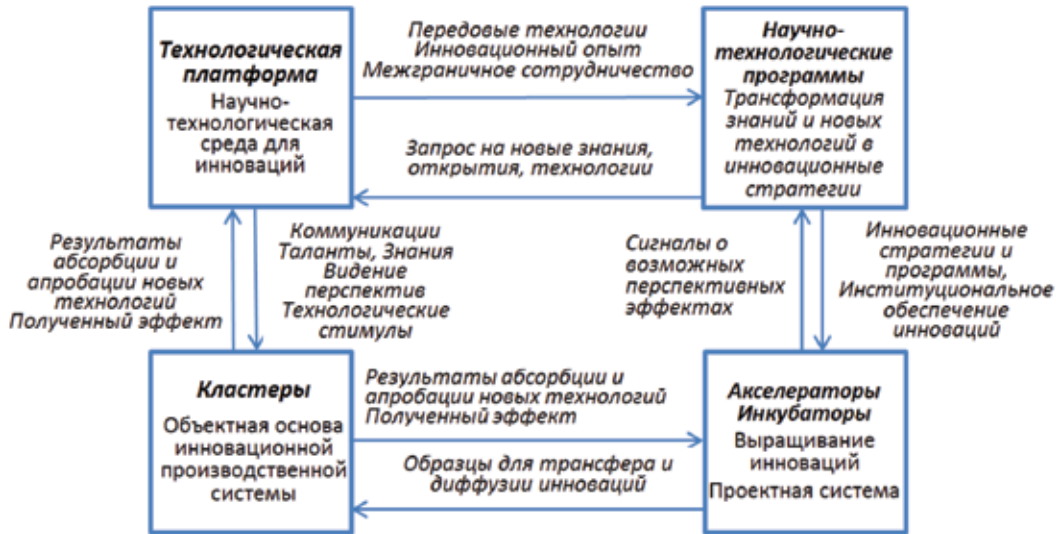 Технологическая
платформа
Научно-
технологическая
среда для
инноваций
Передовые технологии
Инновационный опыт
Межграничное сотрудничество
Запрос на новые знания,
открытия, технологии
Научно-
технологические
программы
Трансформация
знаний и новых
технологий в
инновационные
стратегии
Результаты
абсорбции и
апробации новых
технологий
Полученный эффект
Коммуникации
Таланты, Знания
Видение
перспектив
Технологические
стимулы
Сигналы о
возможных
перспективных
эффектах
Инновационные
стратегии и
программы,
Институциональное
обеспечение
инноваций
Кластеры
Объектная основа
инновационной
производственной
системы
Результаты абсорбции и
апробации новых технологий
Полученный эффект
Образцы для трансфера и
диффузии инноваций
Акселераторы
Инкубаторы
Выращивание
инноваций
Проектная система